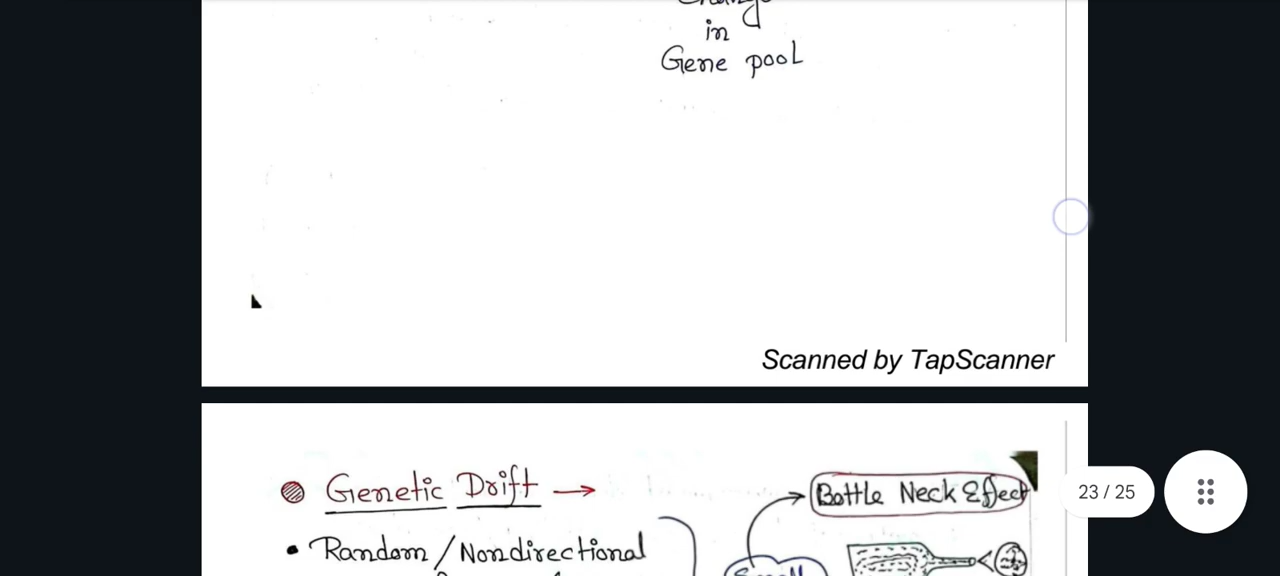 in
Gene pool
Scanned by TapScanner
Genetic Drift →
Bottle Neck Effect
23 / 25
• Random / Nondirectional